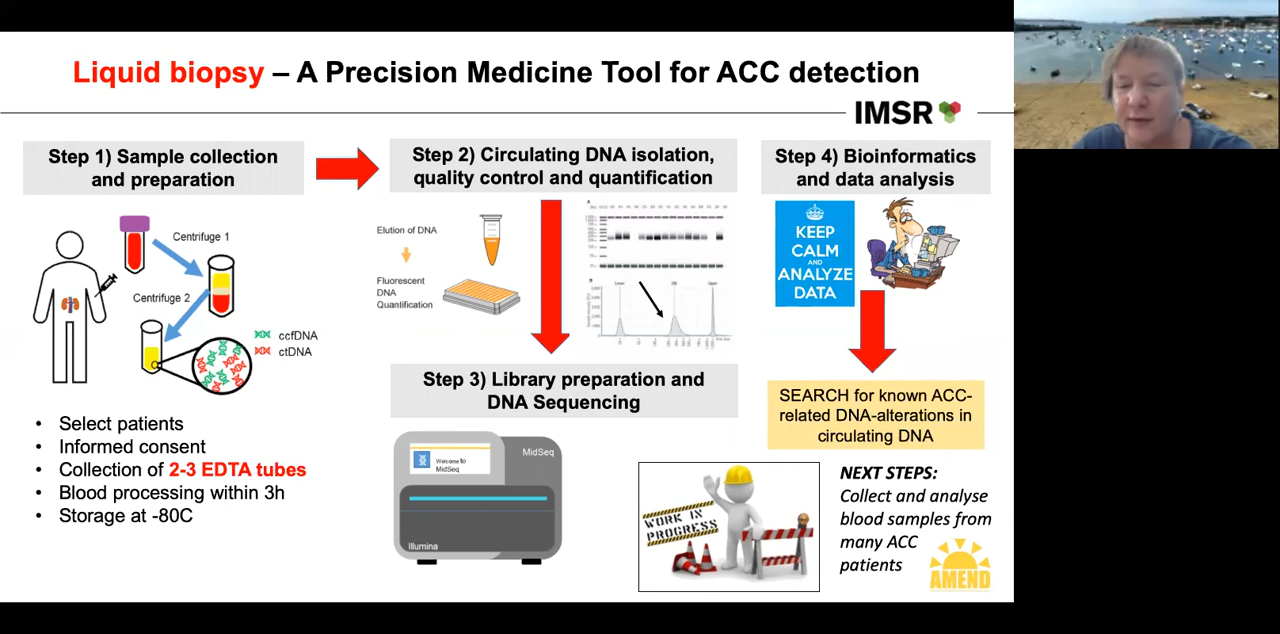 Liquid biopsy – A Precision Medicine Tool for ACC detection
IMSR
Step 1) Sample collection
and preparation
Centrifuge 1
Centrifuge 2
ccfDNA
ctDNA
• Select patients
• Informed consent
• Collection of 2-3 EDTA tubes
• Blood processing within 3h
• Storage at -80C
Step 2) Circulating DNA isolation,
quality control and quantification
Elution of DNA
Fluorescent
DNA
Quantification
Step 3) Library preparation and
DNA Sequencing
Welcome to
MidSeq
MidSeq
Illumina
Step 4) Bioinformatics
and data analysis
KEEP
CALM
AND
ANALYZE
DATA
SEARCH for known ACC-
related DNA-alterations in
circulating DNA
WORK IN
PROGRESS
NEXT STEPS:
Collect and analyse
blood samples from
many ACC
patients
AMEND